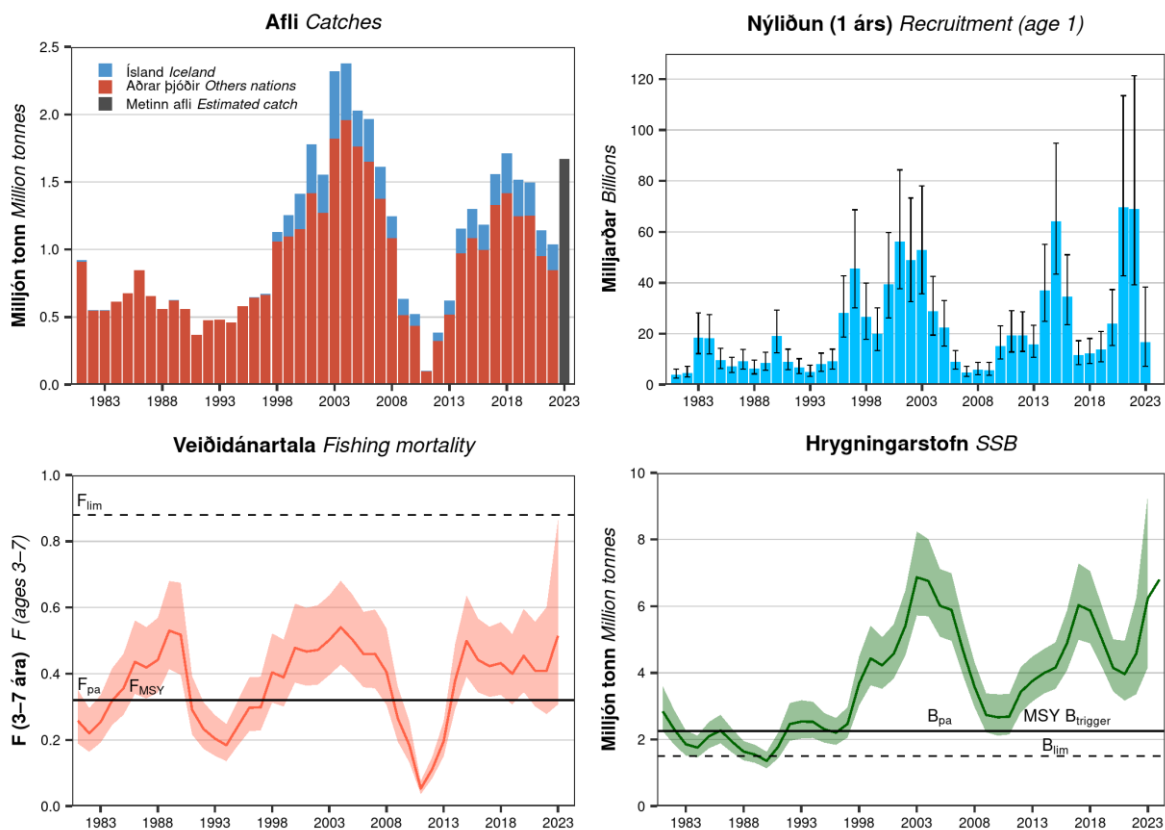 Afli Catches
Milljón tonn Million tonnes
2.5
2.0
1.5
1.0
0.5
0.0
Ísland Iceland
Aðrar þjóðir Others nations
Metinn afli Estimated catch
1983 1988 1993 1998 2003 2008 2013 2018 2023
Nýliðun (1 árs) Recruitment (age 1)
Milljarðar Billions
120
100
80
60
40
20
0
1983 1988 1993 1998 2003 2008 2013 2018 2023
Veiðidánartala Fishing mortality
F (3–7 ára) F (ages 3–7)
1.0
0.8
0.6
0.4
0.2
0.0
Flim
Fpa FMSY
1983 1988 1993 1998 2003 2008 2013 2018 2023
Hrygningarstofn SSB
Milljón tonn Million tonnes
10
8
6
4
2
0
Bpa MSY Btrigger
Blim
1983 1988 1993 1998 2003 2008 2013 2018 2023